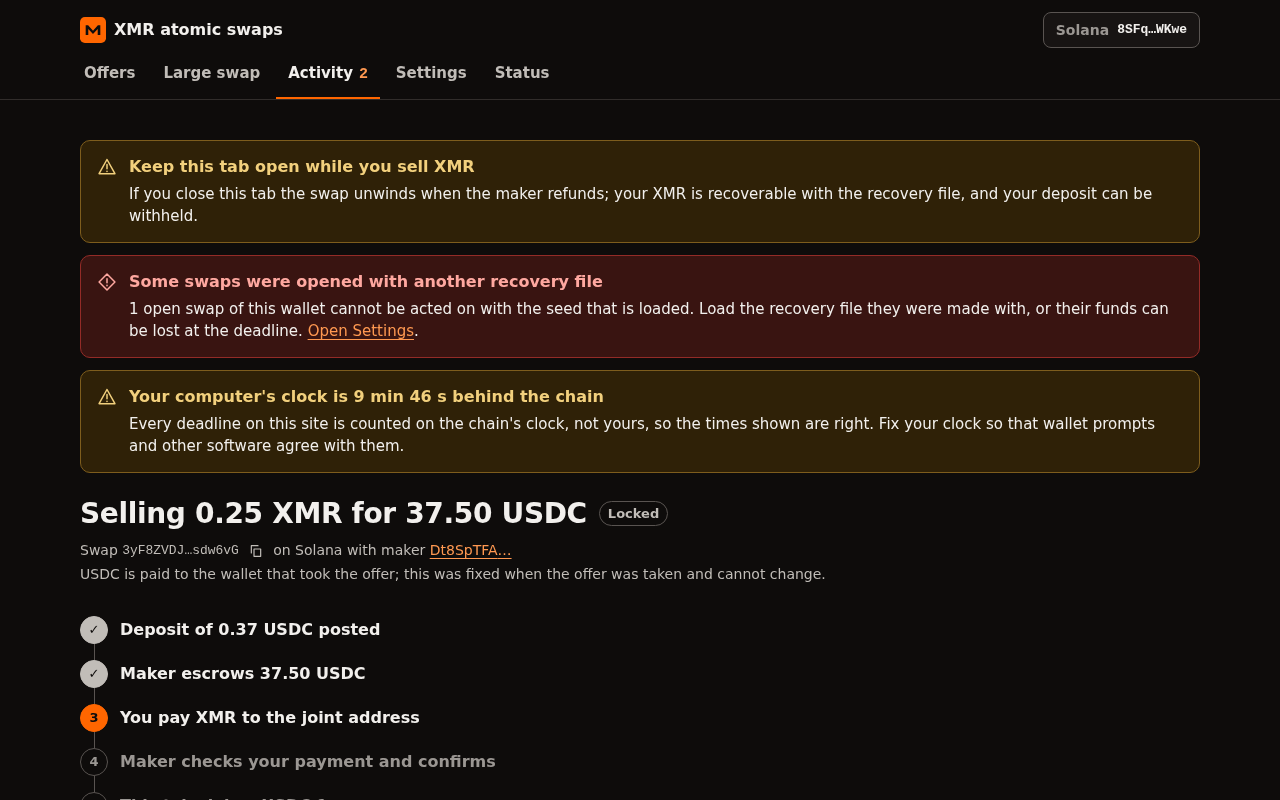 XMR atomic swaps
Solana 8SFq…WKwe
Offers Large swap Activity 2 Settings Status
Keep this tab open while you sell XMR
If you close this tab the swap unwinds when the maker refunds; your XMR is recoverable with the recovery file, and your deposit can be
withheld.
Some swaps were opened with another recovery file
1 open swap of this wallet cannot be acted on with the seed that is loaded. Load the recovery file they were made with, or their funds can
be lost at the deadline. Open Settings.
Your computer's clock is 9 min 46 s behind the chain
Every deadline on this site is counted on the chain's clock, not yours, so the times shown are right. Fix your clock so that wallet prompts
and other software agree with them.
Selling 0.25 XMR for 37.50 USDC Locked
Swap 3yF8ZVDJ…sdw6vG on Solana with maker Dt8SpTFA…
USDC is paid to the wallet that took the offer; this was fixed when the offer was taken and cannot change.
✓ Deposit of 0.37 USDC posted
✓ Maker escrows 37.50 USDC
3 You pay XMR to the joint address
4 Maker checks your payment and confirms